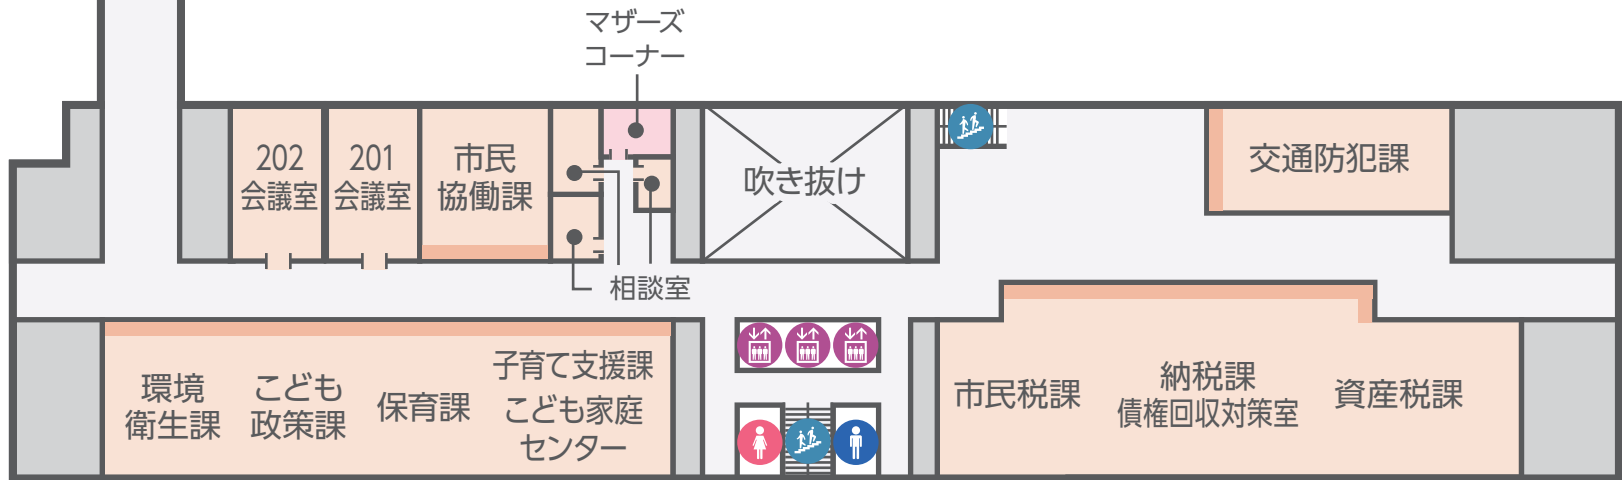 マザーズ
コーナー
202
会議室
201
会議室
市民
協働課
吹き抜け
交通防犯課
相談室
環境
衛生課
こども
政策課
保育課
子育て支援課
こども家庭
センター
市民税課
納税課
債権回収対策室
資産税課